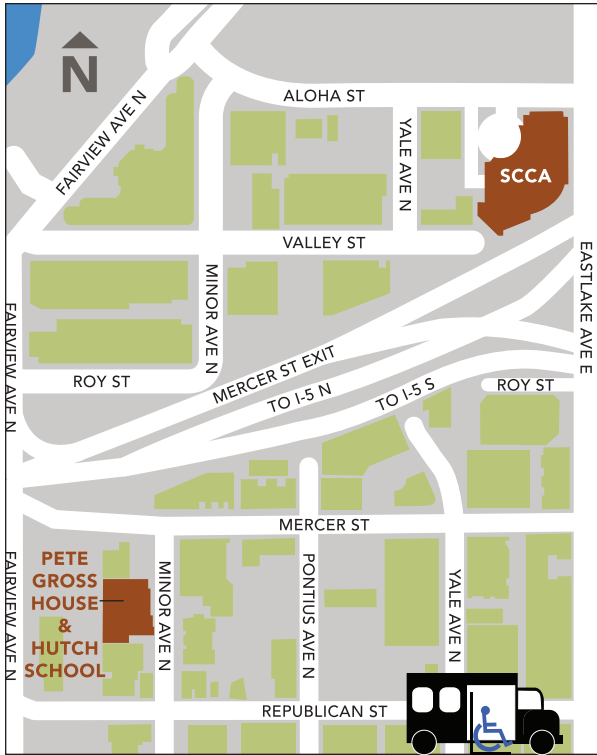 N
FAIRVIEW AVE N
ALOHA ST
YALE AVE N
SCCA
VALLEY ST
MINOR AVE N
EASTLAKE AVE E
FAIRVIEW AVE N
ROY ST
MERCER ST EXIT
TO I-5 N
TO I-5 S
ROY ST
MERCER ST
FAIRVIEW AVE N
PETE
GROSS
HOUSE
&
HUTCH
SCHOOL
MINOR AVE N
PONTIUS AVE N
YALE AVE N
REPUBLICAN ST